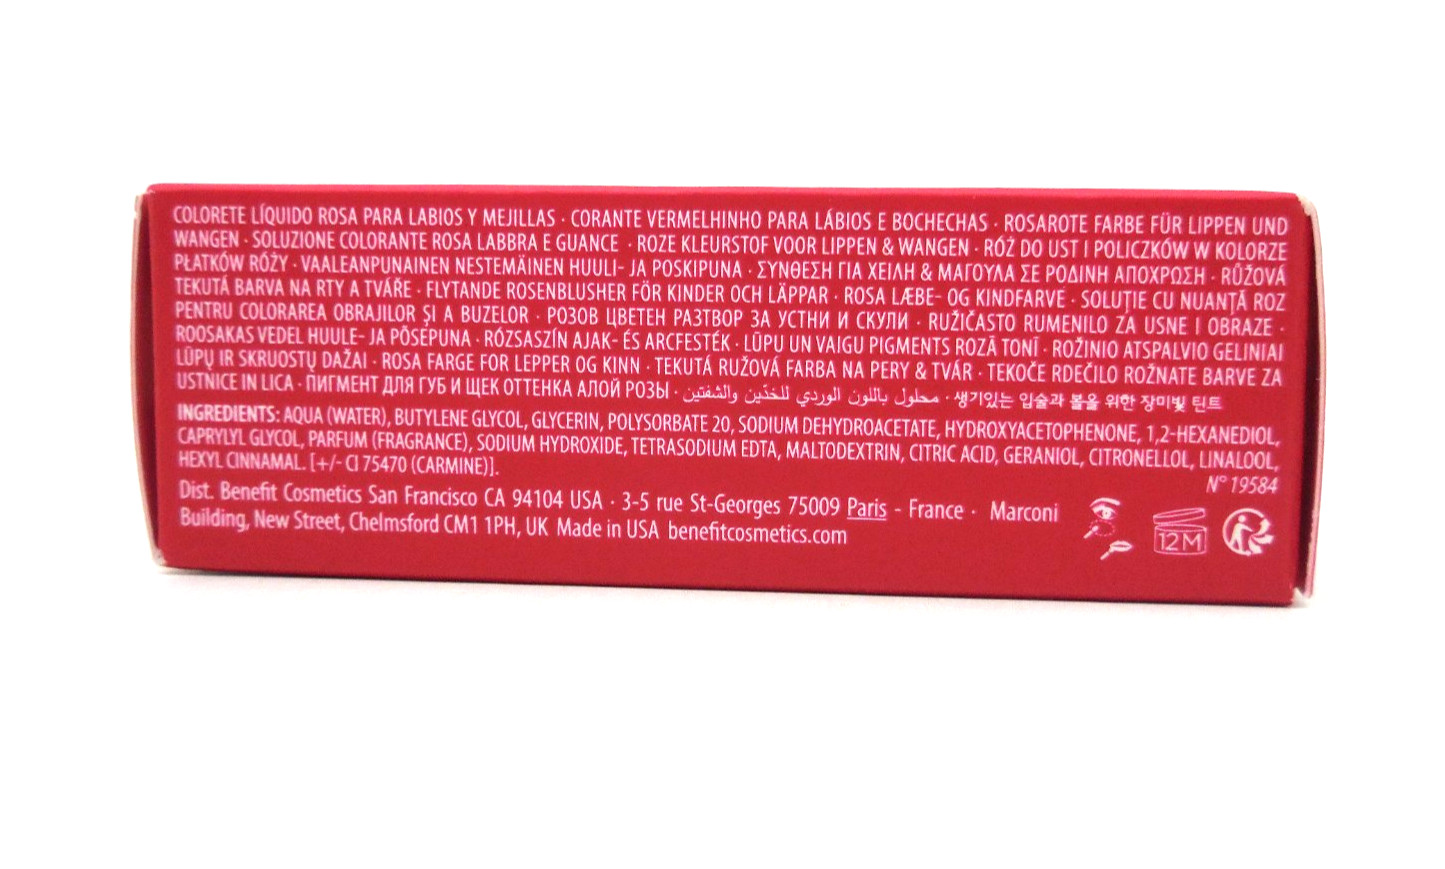 COLORETE LÍQUIDO ROSA PARA LABIOS Y MEJILLAS · CORANTE VERMELHINHO PARA LÁBIOS E BOCHECHAS · ROSAROTE FARBE FÜR LIPPEN UND
WANGEN · SOLUZIONE COLORANTE ROSA LABBRA E GUANCE · ROZE KLEURSTOF VOOR LIPPEN & WANGEN · RÓŻ DO UST I POLICZKÓW W KOLORZE
PŁATKÓW RÓŻY · VAALEANPUNAINEN NESTEMÄINEN HUULI- JA POSKIPUNA · ΣΥΝΘΕΣΗ ΓΙΑ ΧΕΙΛΗ & ΜΑΓΟΥΛΑ ΣΕ ΡΟΔΙΝΗ ΑΠΟΧΡΩΣΗ · RŮŽOVÁ
TEKUTÁ BARVA NA RTY A TVÁŘE · FLYTANDE ROSENBLUSHER FÖR KINDER OCH LÄPPAR · ROSA LÆBE- OG KINDFARVE · SOLUȚIE CU NUANȚĂ ROZ
PENTRU COLORAREA OBRAJILOR ȘI A BUZELOR · РОЗОВ ЦВЕТЕН РАЗТВОР ЗА УСТНИ И СКУЛИ · RUŽIČASTO RUMENILO ZA USNE I OBRAZE ·
ROOSAKAS VEDEL HUULE- JA PÕSEPUNA · RÓZSASZÍN AJAK- ÉS ARCFESTÉK · LŪPU UN VAIGU PIGMENTS ROZĀ TONĪ · ROŽINIO ATSPALVIO GELINIAI
LŪPŲ IR SKRUOSTŲ DAŽAI · ROSA FARGE FOR LEPPER OG KINN · TEKUTÁ RUŽOVÁ FARBA NA PERY & TVÁR · TEKOČE RDEČILO ROŽNATE BARVE ZA
USTNICE IN LICA · ПИГМЕНТ ДЛЯ ГУБ И ЩЕК ОТТЕНКА АЛОЙ РОЗЫ · محلول باللون الوردي للخدّين والشفتين · 생기있는 입술과 볼을 위한 장미빛 틴트
INGREDIENTS: AQUA (WATER), BUTYLENE GLYCOL, GLYCERIN, POLYSORBATE 20, SODIUM DEHYDROACETATE, HYDROXYACETOPHENONE, 1,2-HEXANEDIOL,
CAPRYLYL GLYCOL, PARFUM (FRAGRANCE), SODIUM HYDROXIDE, TETRASODIUM EDTA, MALTODEXTRIN, CITRIC ACID, GERANIOL, CITRONELLOL, LINALOOL,
HEXYL CINNAMAL. [+/- CI 75470 (CARMINE)].
N° 19584
Dist. Benefit Cosmetics San Francisco CA 94104 USA · 3-5 rue St-Georges 75009 Paris - France · Marconi
Building, New Street, Chelmsford CM1 1PH, UK Made in USA benefitcosmetics.com
12M